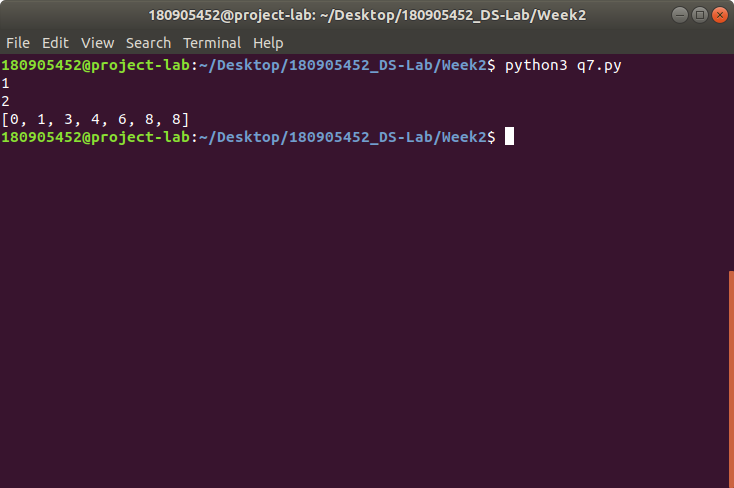 180905452@project-lab: ~/Desktop/180905452_DS-Lab/Week2
File Edit View Search Terminal Help
180905452@project-lab:~/Desktop/180905452_DS-Lab/Week2$ python3 q7.py
1
2
[0, 1, 3, 4, 6, 8, 8]
180905452@project-lab:~/Desktop/180905452_DS-Lab/Week2$